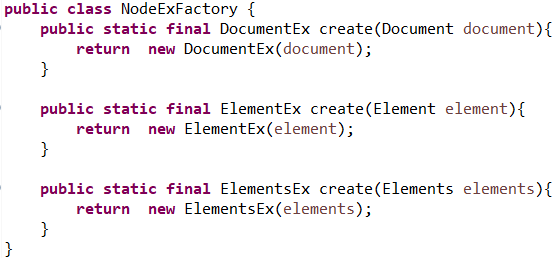 public class NodeExFactory {
    public static final DocumentEx create(Document document){
        return  new DocumentEx(document);
    }
    public static final ElementEx create(Element element){
        return  new ElementEx(element);
    }
    public static final ElementsEx create(Elements elements){
        return  new ElementsEx(elements);
    }
}